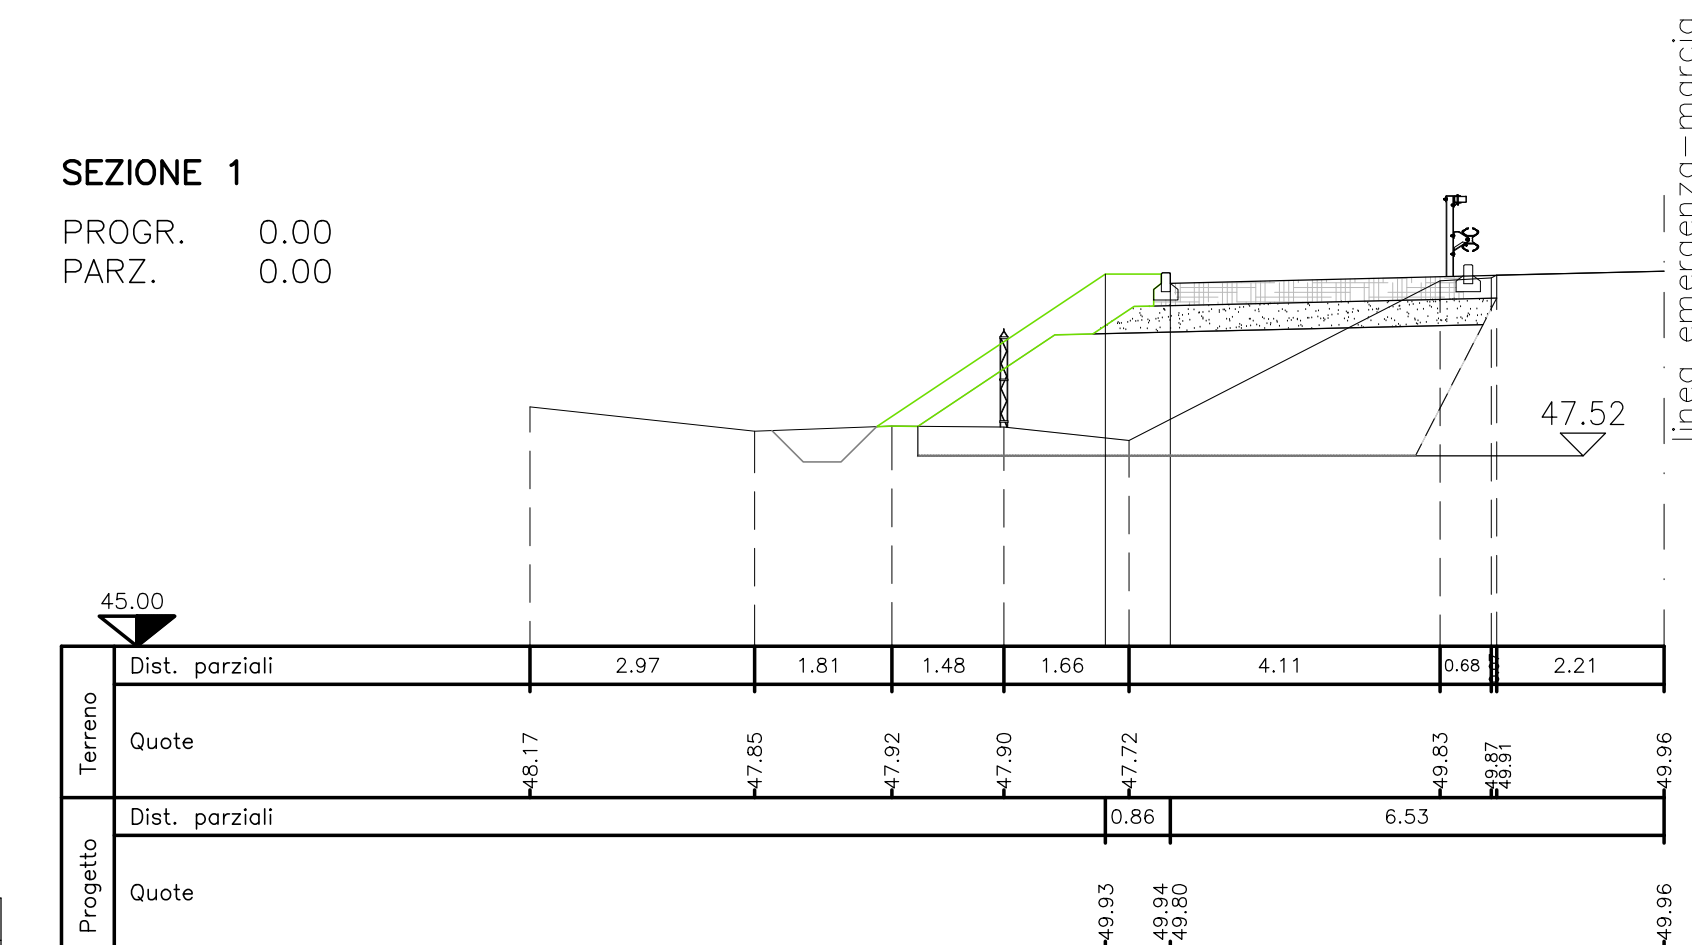 SEZIONE 1
PROGR. 0.00
PARZ. 0.00
linea emergenza-marcia
47.52
45.00
Terreno
Dist. parziali 2.97 1.81 1.48 1.66 4.11 0.68 2.21
Quote 48.17 47.85 47.92 47.90 47.72 49.83 49.87 49.91 49.96
Progetto
Dist. parziali 0.86 6.53
Quote 49.93 49.94 49.80 49.96